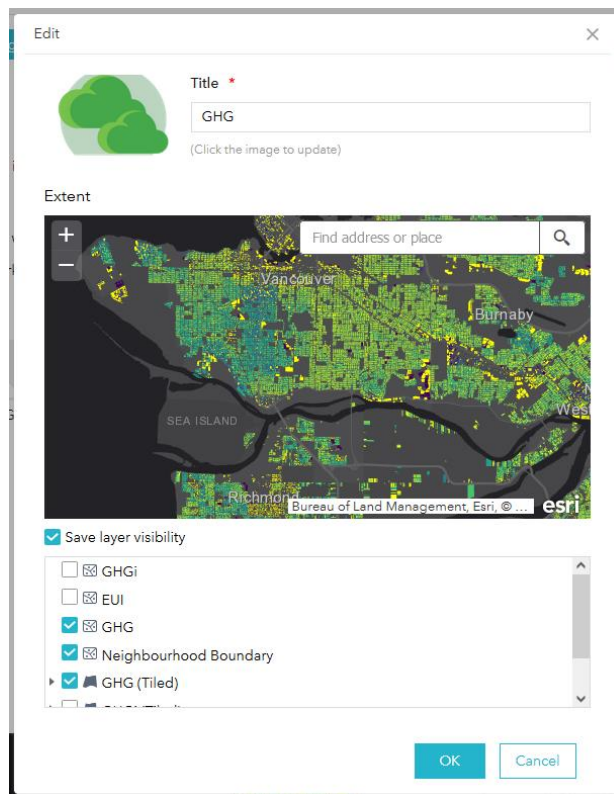 Edit
Title *
GHG
(Click the image to update)
Extent
+
Find address or place
−
Vancouver
Burnaby
West
SEA ISLAND
Richmond
Bureau of Land Management, Esri, © ...
esri
Save layer visibility
GHGi
EUI
GHG
Neighbourhood Boundary
GHG (Tiled)
OK
Cancel